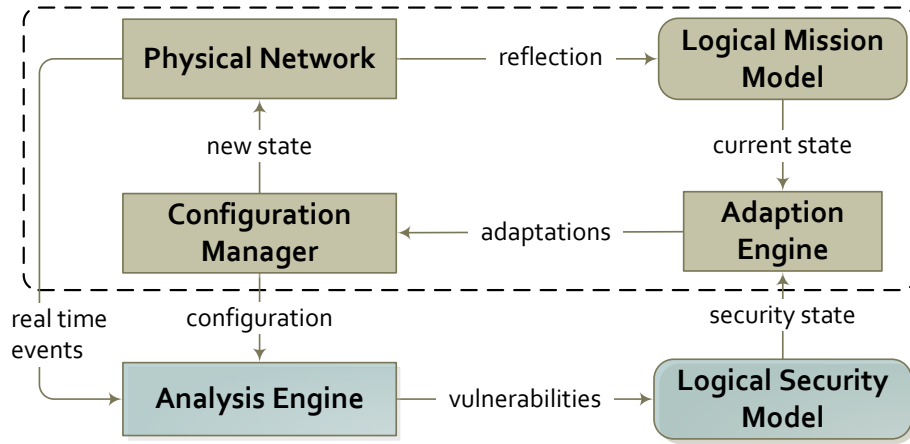 Physical Network
reflection
Logical Mission
Model
new state
current state
Configuration
Manager
adaptations
Adaption
Engine
real time
events
configuration
security state
Analysis Engine
vulnerabilities
Logical Security
Model